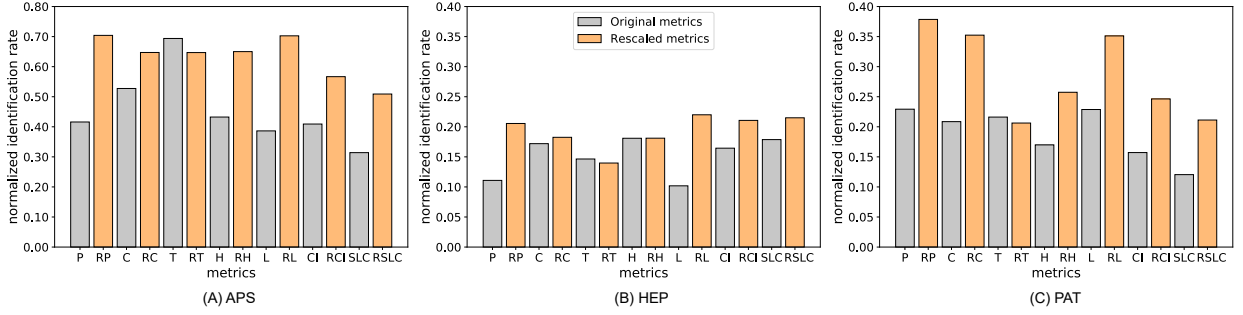 normalized identification rate
0.80
0.70
0.60
0.50
0.40
0.30
0.20
0.10
0.00
P RP C RC T RT H RH L RL CI RCI SLC RSLC
metrics
(A) APS
normalized identification rate
0.40
0.35
0.30
0.25
0.20
0.15
0.10
0.05
0.00
Original metrics
Rescaled metrics
P RP C RC T RT H RH L RL CI RCI SLC RSLC
metrics
(B) HEP
normalized identification rate
0.40
0.35
0.30
0.25
0.20
0.15
0.10
0.05
0.00
P RP C RC T RT H RH L RL CI RCI SLC RSLC
metrics
(C) PAT